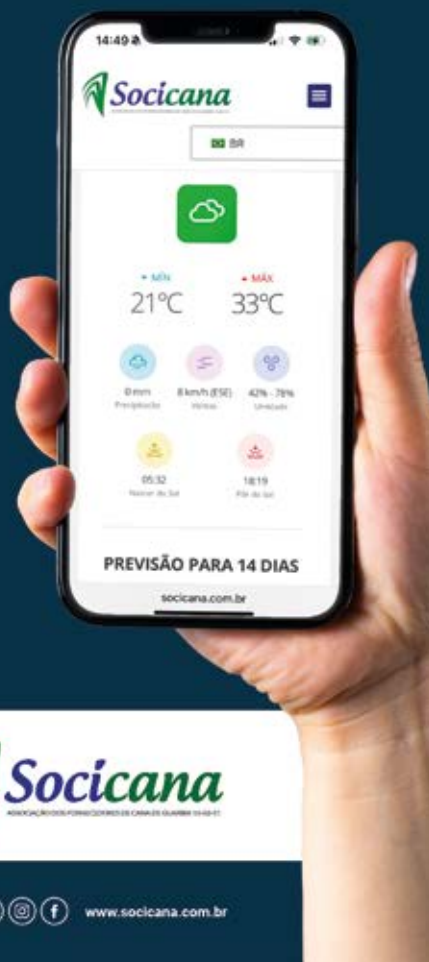 14:49
Socicana
BR
MÍN
MÁX
21°C
33°C
0 mm
8 km/h (ESE)
42% - 76%
Precipitação
Ventos
Umidade
05:32
18:19
Nascer do Sol
Pôr do Sol
PREVISÃO PARA 14 DIAS
socicana.com.br
Socicana
www.socicana.com.br